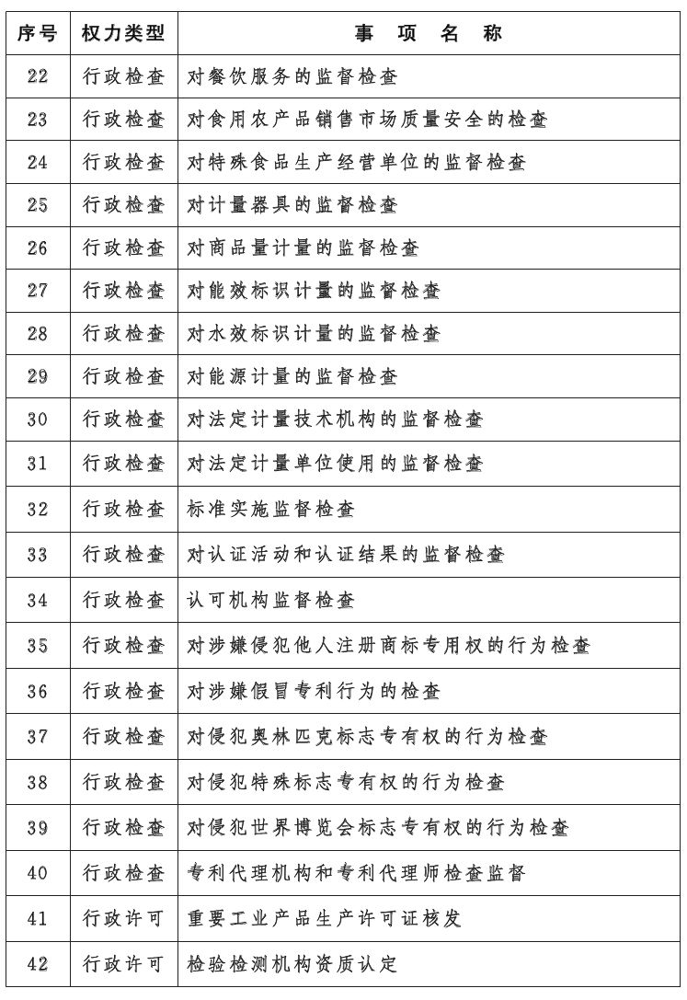 序号 权力类型 事项名称
22 行政检查 对餐饮服务的监督检查
23 行政检查 对食用农产品销售市场质量安全的检查
24 行政检查 对特殊食品生产经营单位的监督检查
25 行政检查 对计量器具的监督检查
26 行政检查 对商品量计量的监督检查
27 行政检查 对能效标识计量的监督检查
28 行政检查 对水效标识计量的监督检查
29 行政检查 对能源计量的监督检查
30 行政检查 对法定计量技术机构的监督检查
31 行政检查 对法定计量单位使用的监督检查
32 行政检查 标准实施监督检查
33 行政检查 对认证活动和认证结果的监督检查
34 行政检查 认可机构监督检查
35 行政检查 对涉嫌侵犯他人注册商标专用权的行为检查
36 行政检查 对涉嫌假冒专利行为的检查
37 行政检查 对侵犯奥林匹克标志专有权的行为检查
38 行政检查 对侵犯特殊标志专有权的行为检查
39 行政检查 对侵犯世界博览会标志专有权的行为检查
40 行政检查 专利代理机构和专利代理师检查监督
41 行政许可 重要工业产品生产许可证核发
42 行政许可 检验检测机构资质认定